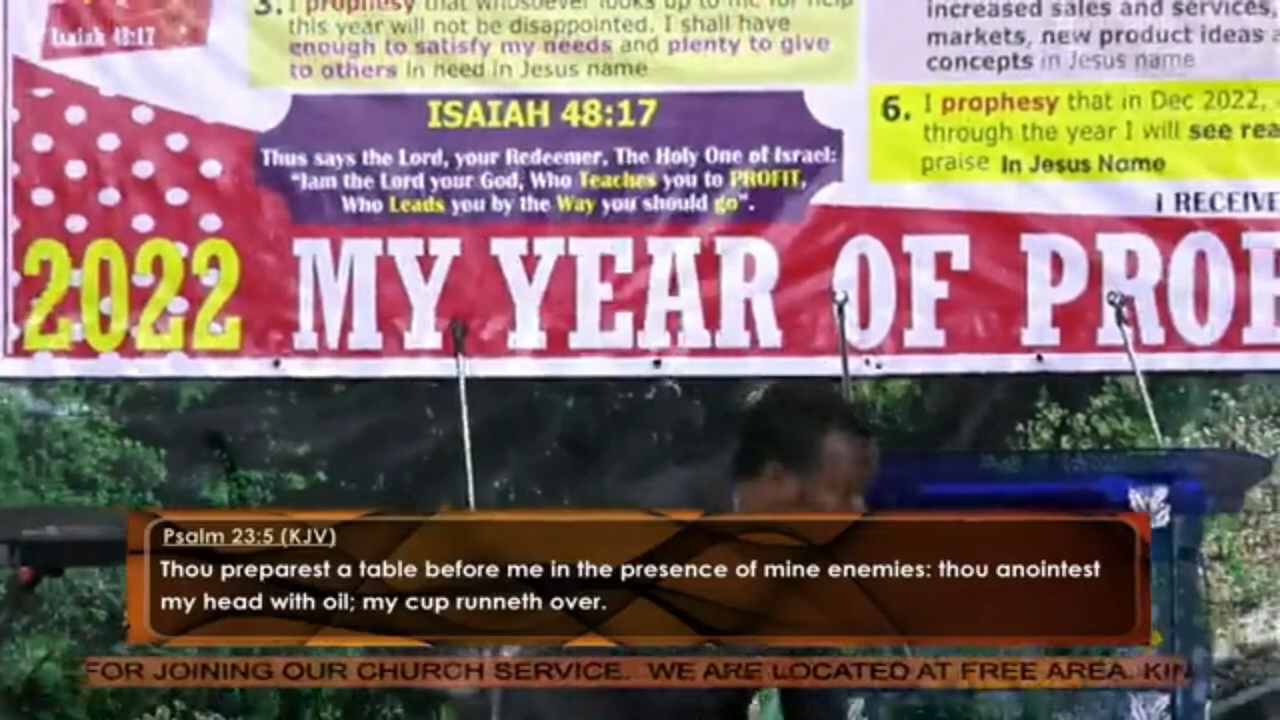 Isaiah 48:17
3. I prophesy that whosoever looks up to me for help
this year will not be disappointed. I shall have
enough to satisfy my needs and plenty to give
to others in need in Jesus name
increased sales and services,
markets, new product ideas
concepts in Jesus name
ISAIAH 48:17
Thus says the Lord, your Redeemer, The Holy One of Israel:
"Iam the Lord your God, Who Teaches you to PROFIT,
Who Leads you by the Way you should go".
6. I prophesy that in Dec 2022,
through the year I will see rea
praise In Jesus Name
I RECEIVE
2022 MY YEAR OF PROF
Psalm 23:5 (KJV)
Thou preparest a table before me in the presence of mine enemies: thou anointest
my head with oil; my cup runneth over.
FOR JOINING OUR CHURCH SERVICE. WE ARE LOCATED AT FREE AREA. KIN